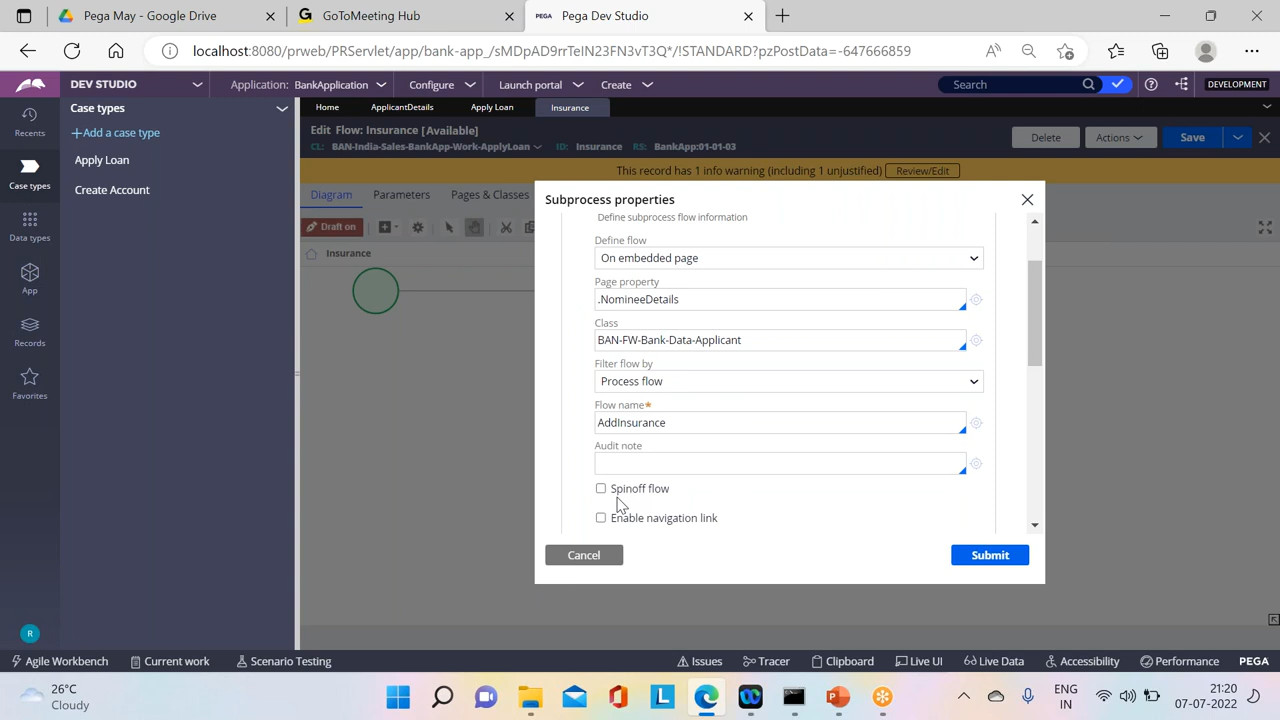 Pega May - Google Drive
GoToMeeting Hub
PEGA Pega Dev Studio
localhost:8080/prweb/PRServlet/app/bank-app_/sMDpAD9rrTeIN23FN3vT3Q*/!STANDARD?pzPostData=-647666859
DEV STUDIO
Application: BankApplication
Configure
Launch portal
Create
Search
DEVELOPMENT
Recents
Case types
Data types
App
Records
Favorites
R
Case types
+Add a case type
Apply Loan
Create Account
Home
ApplicantDetails
Apply Loan
Insurance
Edit Flow: Insurance [Available]
CL: BAN-India-Sales-BankApp-Work-ApplyLoan ID: Insurance RS: BankApp:01-01-03
Delete
Actions
Save
This record has 1 info warning (including 1 unjustified) Review/Edit
Diagram
Parameters
Pages & Classes
Draft on
Insurance
Subprocess properties
Define subprocess flow information
Define flow
On embedded page
Page property
.NomineeDetails
Class
BAN-FW-Bank-Data-Applicant
Filter flow by
Process flow
Flow name*
AddInsurance
Audit note
Spinoff flow
Enable navigation link
Cancel
Submit
Agile Workbench
Current work
Scenario Testing
Issues
Tracer
Clipboard
Live UI
Live Data
Accessibility
Performance
PEGA
26°C
Cloudy
L
ENG
IN
21:20
07-07-2022